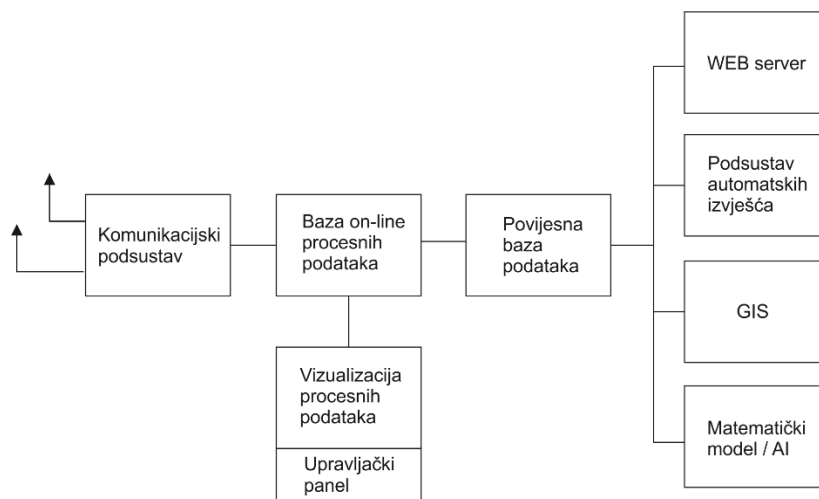 Komunikacijski
podsustav
Baza on-line
procesnih
podataka
Vizualizacija
procesnih
podataka
Upravljački
panel
Povijesna
baza
podataka
WEB server
Podsustav
automatskih
izvješća
GIS
Matematički
model / AI